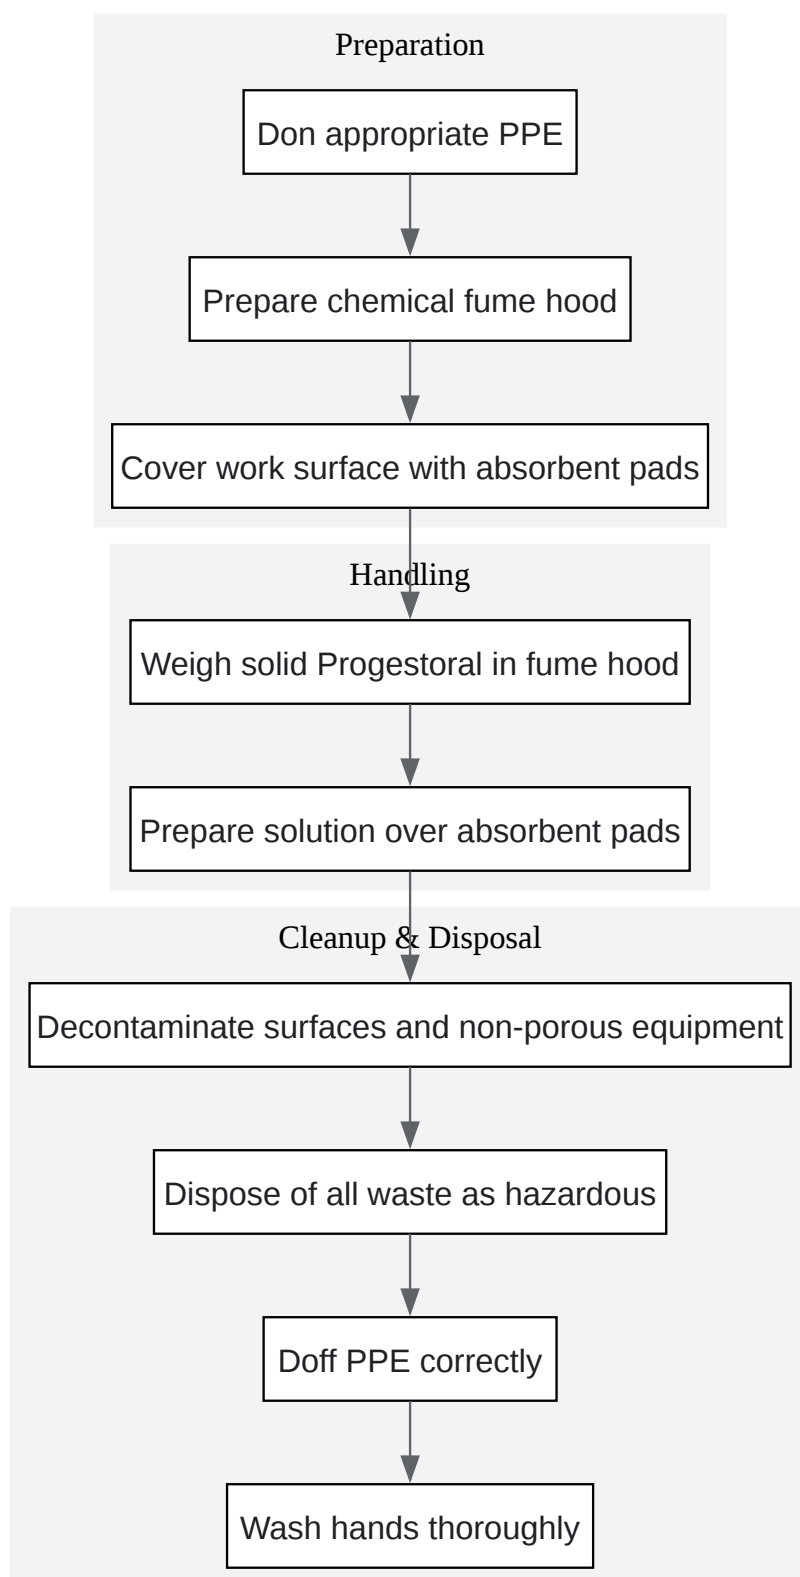 Preparation
Don appropriate PPE
Prepare chemical fume hood
Cover work surface with absorbent pads
Handling
Weigh solid Progestoral in fume hood
Prepare solution over absorbent pads
Cleanup & Disposal
Decontaminate surfaces and non-porous equipment
Dispose of all waste as hazardous
Doff PPE correctly
Wash hands thoroughly